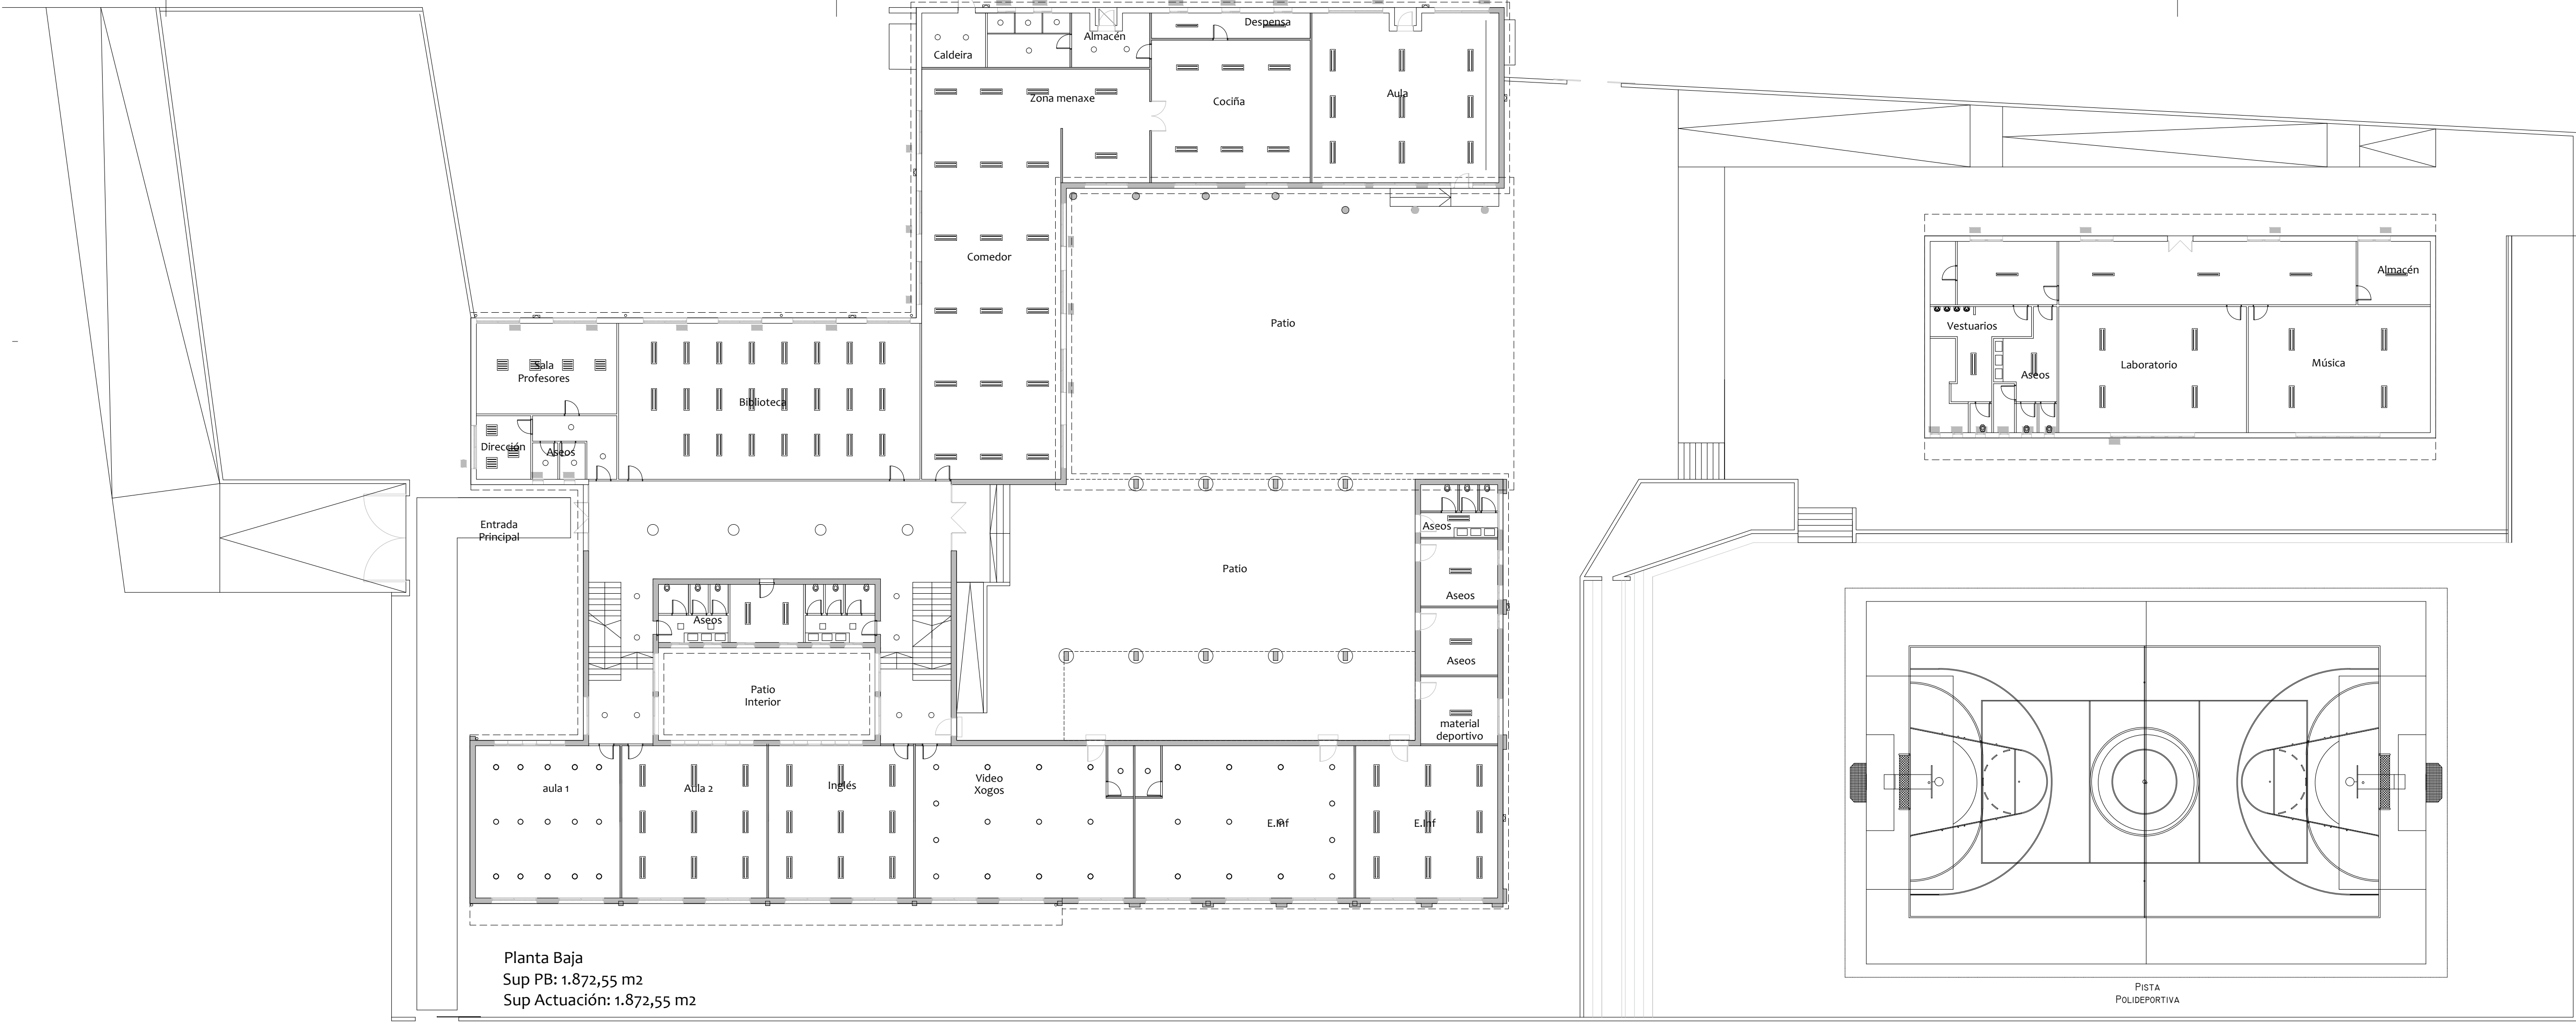 Despensa
Almacén
Caldeira
Zona menaxe
Cociña
Aula
Comedor
Patio
Almacén
Vestuarios
Aseos
Laboratorio
Música
Sala
Profesores
Biblioteca
Dirección
Aseos
Entrada
Principal
Aseos
Patio
Aseos
Aseos
Aseos
Patio
Interior
material
deportivo
aula 1
Aula 2
Inglés
Video
Xogos
E.Inf
E.Inf
Planta Baja
Sup PB: 1.872,55 m2
Sup Actuación: 1.872,55 m2
PISTA
POLIDEPORTIVA